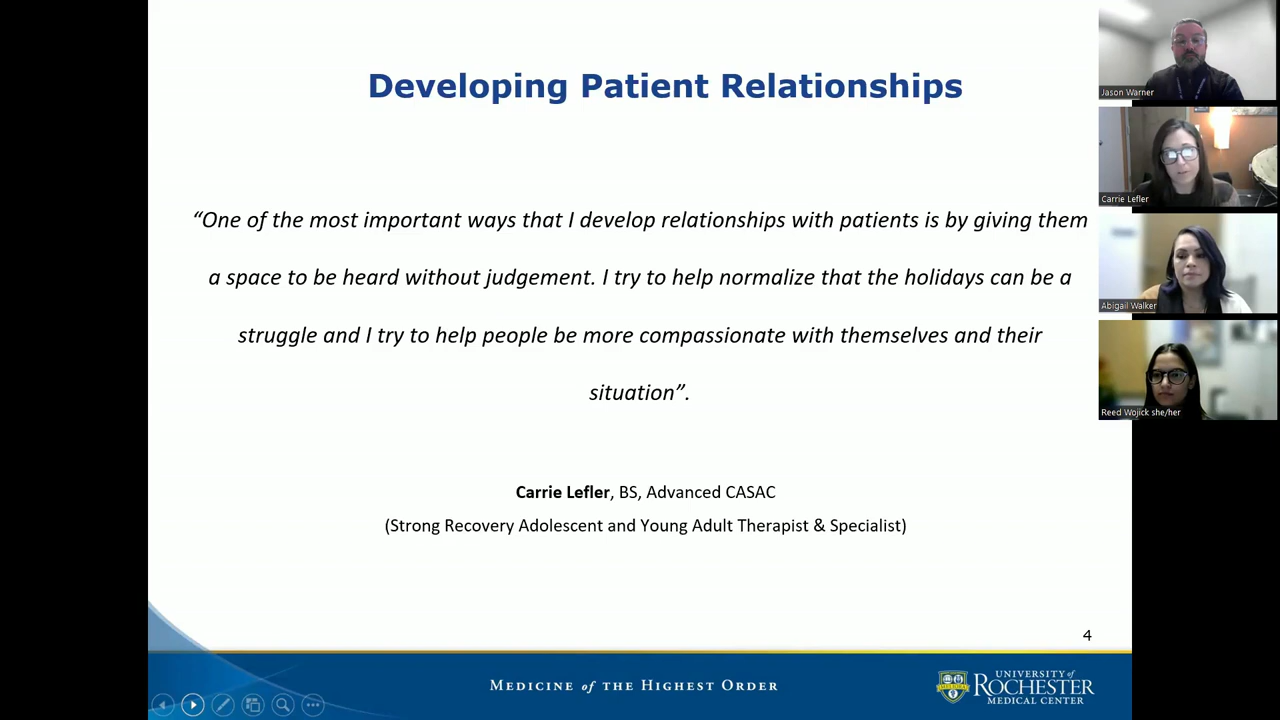 Developing Patient Relationships
“One of the most important ways that I develop relationships with patients is by giving them
a space to be heard without judgement. I try to help normalize that the holidays can be a
struggle and I try to help people be more compassionate with themselves and their
situation”.
Carrie Lefler, BS, Advanced CASAC
(Strong Recovery Adolescent and Young Adult Therapist & Specialist)
4
MEDICINE of THE HIGHEST ORDER
UNIVERSITY of
ROCHESTER
MEDICAL CENTER
Jason Warner
Carrie Lefler
Abigail Walker
Reed Wojick she/her